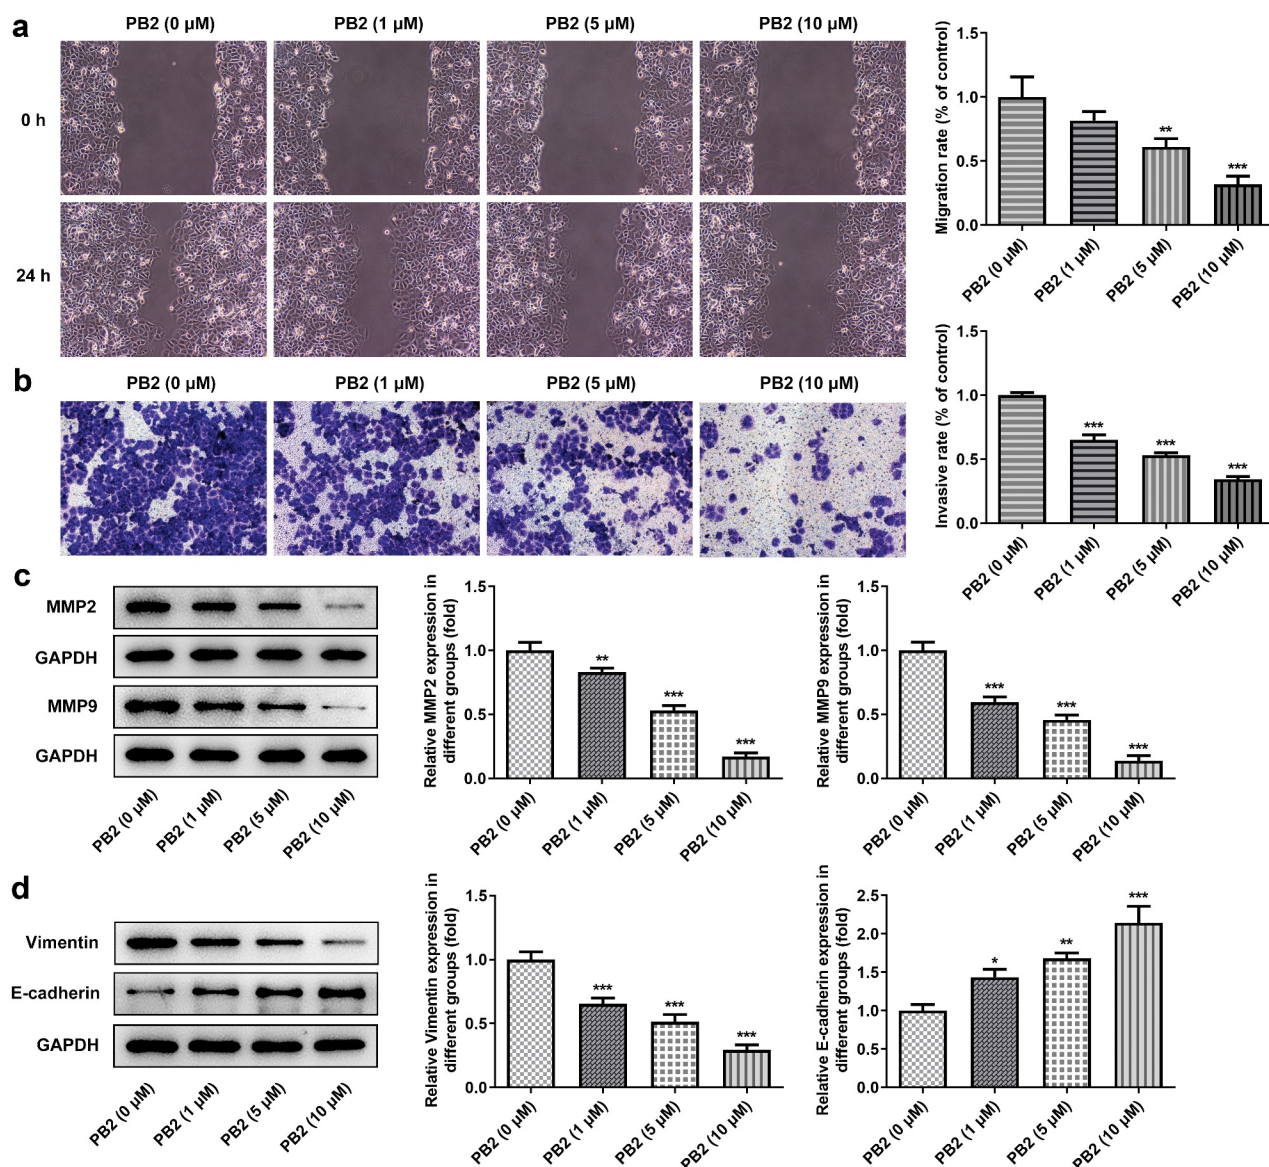 a
PB2 (0 μM) PB2 (1 μM) PB2 (5 μM) PB2 (10 μM)
0 h
24 h
Migration rate (% of control)
1.5
1.0
0.5
0.0
**
***
PB2 (0 μM) PB2 (1 μM) PB2 (5 μM) PB2 (10 μM)
b
PB2 (0 μM) PB2 (1 μM) PB2 (5 μM) PB2 (10 μM)
Invasive rate (% of control)
1.5
1.0
0.5
0.0
***
***
***
PB2 (0 μM) PB2 (1 μM) PB2 (5 μM) PB2 (10 μM)
c
MMP2
GAPDH
MMP9
GAPDH
PB2 (0 μM) PB2 (1 μM) PB2 (5 μM) PB2 (10 μM)
Relative MMP2 expression in
different groups (fold)
1.5
1.0
0.5
0.0
**
***
***
PB2 (0 μM) PB2 (1 μM) PB2 (5 μM) PB2 (10 μM)
Relative MMP9 expression in
different groups (fold)
1.5
1.0
0.5
0.0
***
***
***
PB2 (0 μM) PB2 (1 μM) PB2 (5 μM) PB2 (10 μM)
d
Vimentin
E-cadherin
GAPDH
PB2 (0 μM) PB2 (1 μM) PB2 (5 μM) PB2 (10 μM)
Relative Vimentin expression in
different groups (fold)
1.5
1.0
0.5
0.0
***
***
***
PB2 (0 μM) PB2 (1 μM) PB2 (5 μM) PB2 (10 μM)
Relative E-cadherin expression in
different groups (fold)
2.5
2.0
1.5
1.0
0.5
0.0
*
**
***
PB2 (0 μM) PB2 (1 μM) PB2 (5 μM) PB2 (10 μM)